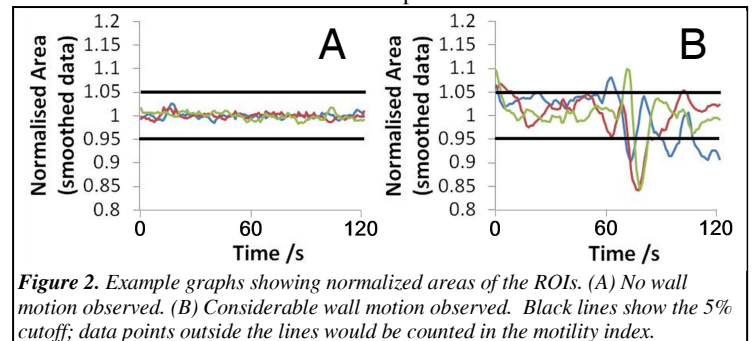 1.2
1.15
1.1
1.05
1
0.95
0.9
0.85
0.8
Normalised Area
(smoothed data)
A
0 60 120
Time /s
1.2
1.15
1.1
1.05
1
0.95
0.9
0.85
0.8
Normalised Area
(smoothed data)
B
0 60 120
Time /s
Figure 2. Example graphs showing normalized areas of the ROIs. (A) No wall
motion observed. (B) Considerable wall motion observed. Black lines show the 5%
cutoff; data points outside the lines would be counted in the motility index.